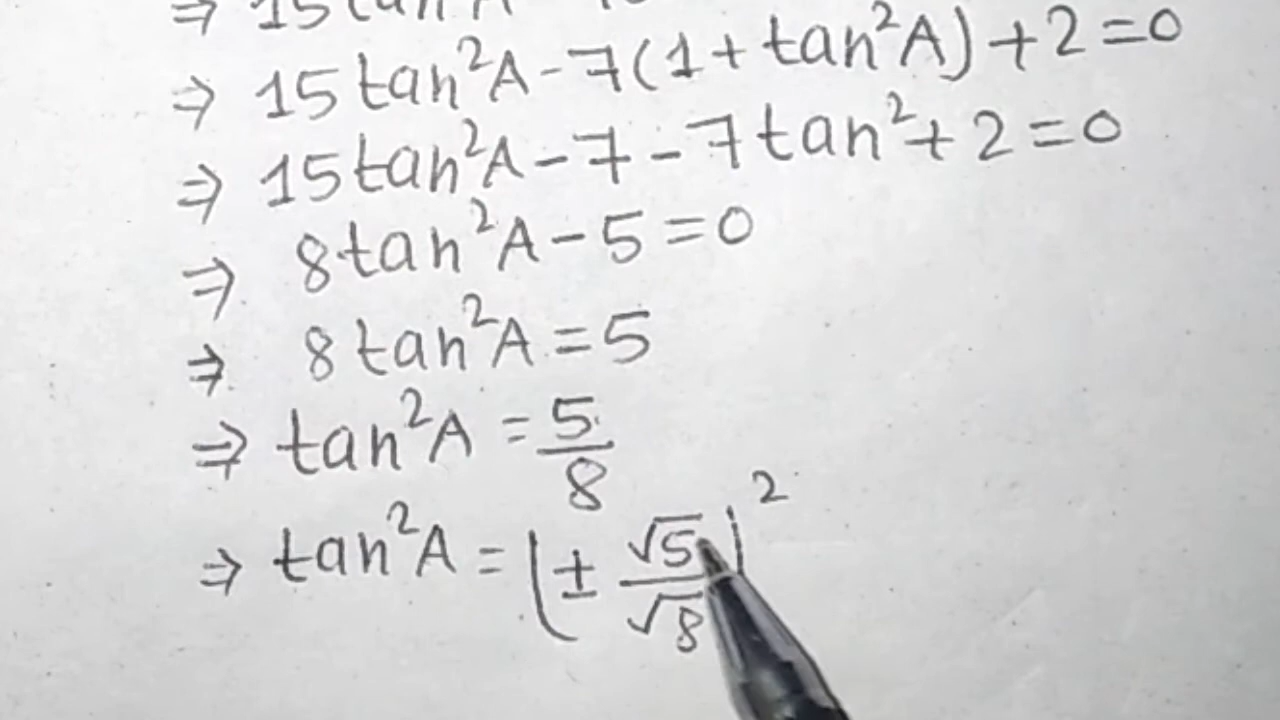 ⇒ 15tan²A-7(1+tan²A)+2=0
⇒ 15tan²A-7-7tan²+2=0
⇒ 8tan²A-5=0
⇒ 8tan²A=5
⇒ tan²A=5/8
⇒ tan²A=(±√5/√8)²